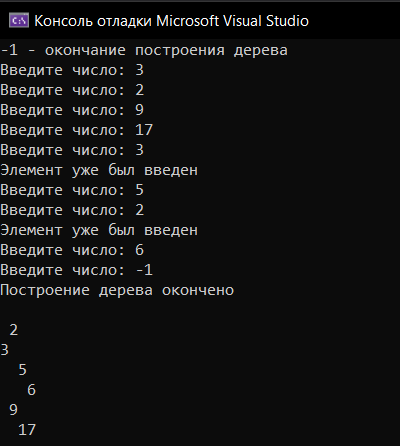 C:\ Консоль отладки Microsoft Visual Studio
-1 - окончание построения дерева
Введите число: 3
Введите число: 2
Введите число: 9
Введите число: 17
Введите число: 3
Элемент уже был введен
Введите число: 5
Введите число: 2
Элемент уже был введен
Введите число: 6
Введите число: -1
Построение дерева окончено

 2
3
  5
   6
 9
  17